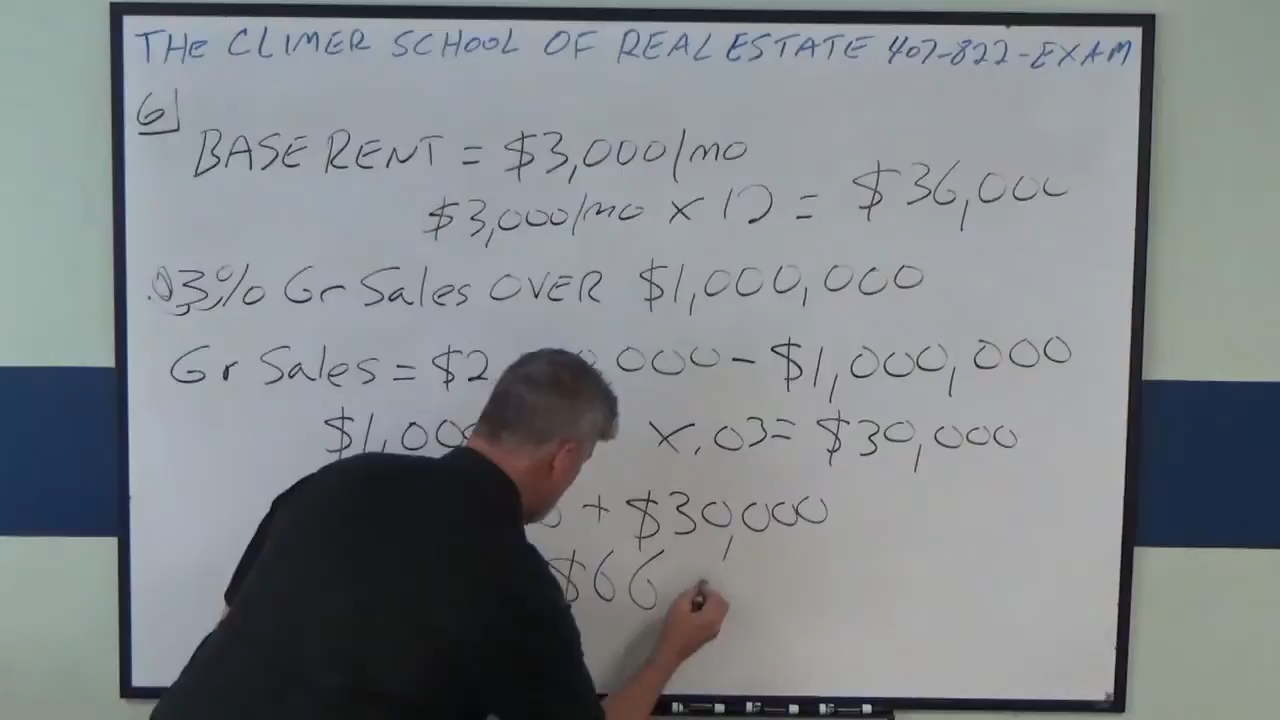 THE CLIMER SCHOOL OF REAL ESTATE 407-822-EXAM
6
BASE RENT = $3,000/mo
$3,000/mo x 12 = $36,000
.03 3% Gr Sales OVER $1,000,000
Gr Sales = $2 000 - $1,000,000
$1,00 x .03 = $30,000
+ $30,000
$66